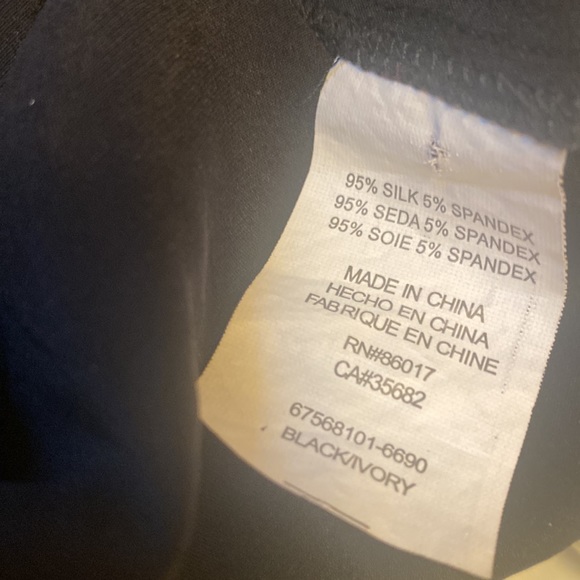 95% SILK 5% SPANDEX
95% SEDA 5% SPANDEX
95% SOIE 5% SPANDEX
MADE IN CHINA
HECHO EN CHINA
FABRIQUE EN CHINE
RN#86017
CA#35682
67568101-6690
BLACK/IVORY